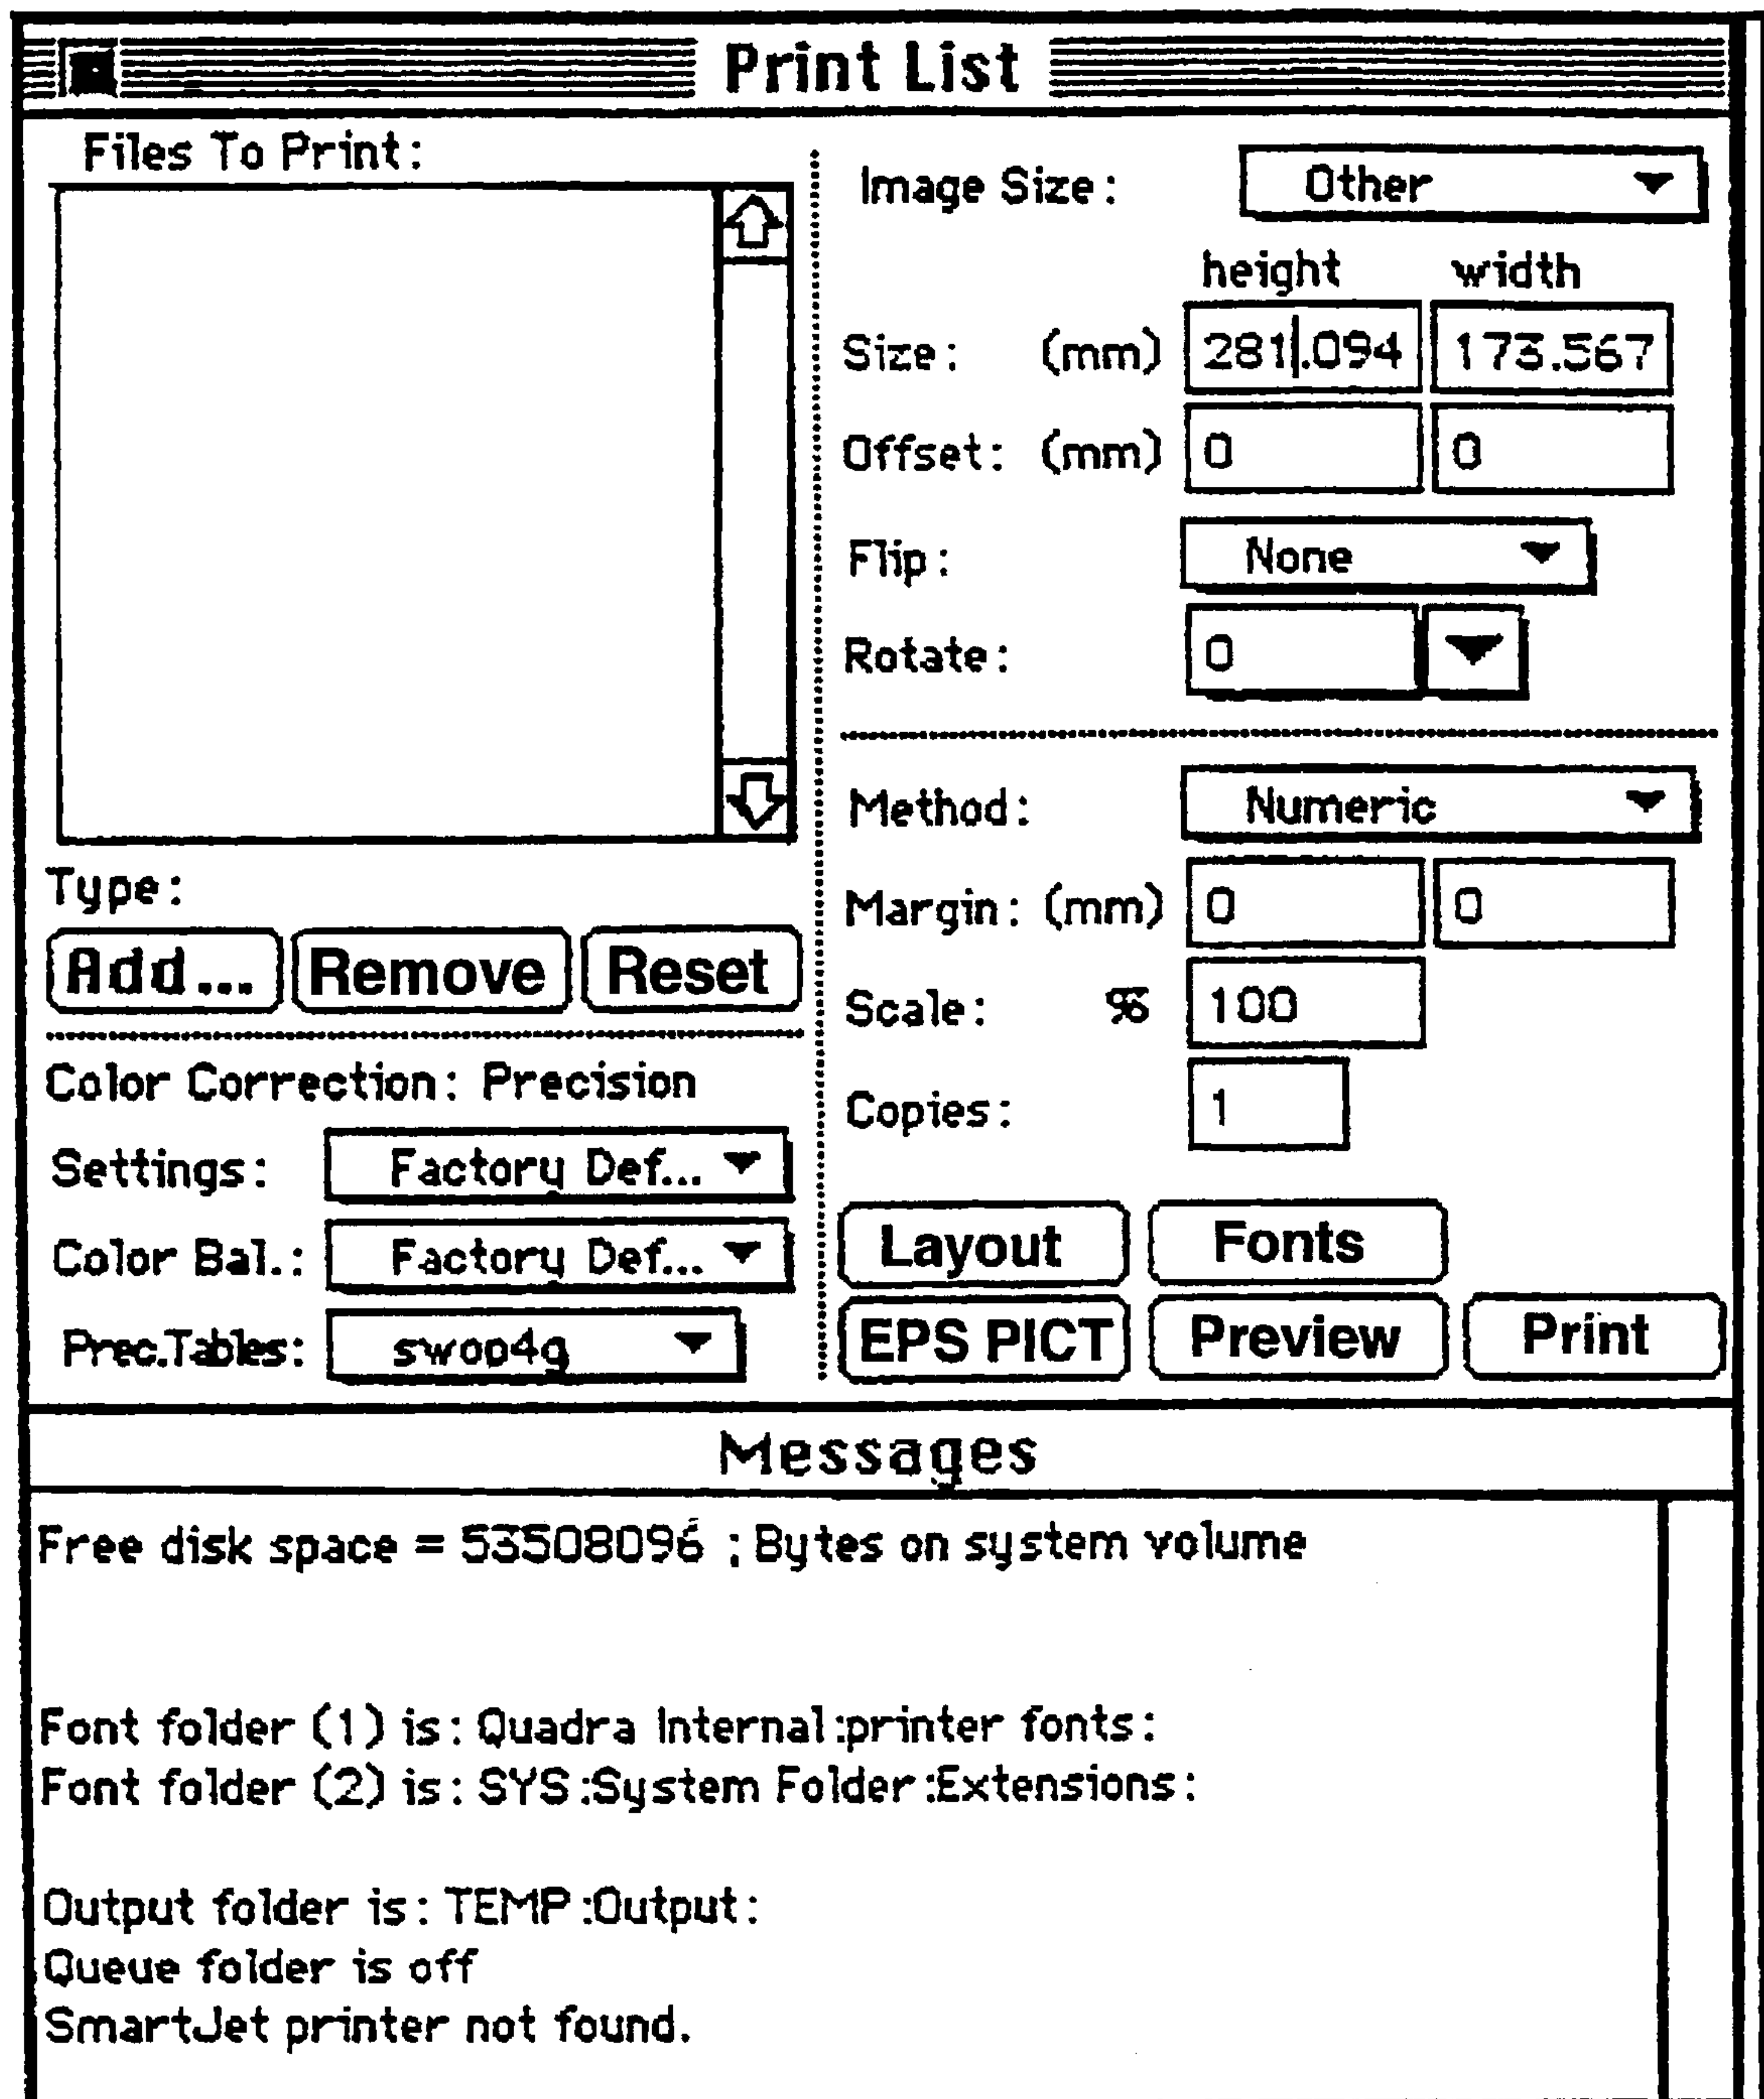 Print List
Files To Print:
Type:
Add... Remove Reset
Color Correction: Precision
Settings: Factory Def...
Color Bal.: Factory Def...
Prec.Tables: swop4g
Image Size: Other
height width
Size: (mm) 281.094 173.567
Offset: (mm) 0 0
Flip: None
Rotate: 0
Method: Numeric
Margin: (mm) 0 0
Scale: % 100
Copies: 1
Layout Fonts
EPS PICT Preview Print
Messages
Free disk space = 53508096 ; Bytes on system volume
Font folder (1) is: Quadra Internal:printer fonts:
Font folder (2) is: SYS:System Folder:Extensions:
Output folder is: TEMP:Output:
Queue folder is off
SmartJet printer not found.